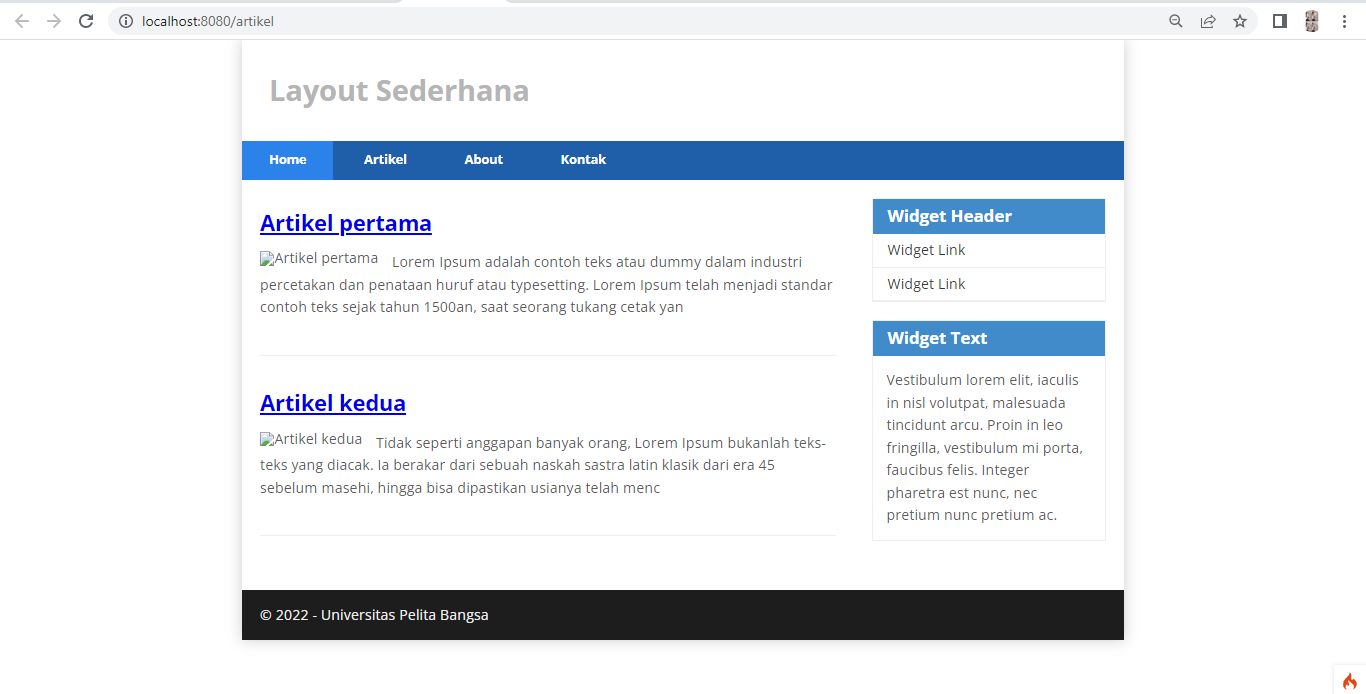 localhost:8080/artikel
Layout Sederhana
Home Artikel About Kontak
Artikel pertama
Artikel pertama Lorem Ipsum adalah contoh teks atau dummy dalam industri
percetakan dan penataan huruf atau typesetting. Lorem Ipsum telah menjadi standar
contoh teks sejak tahun 1500an, saat seorang tukang cetak yan
Artikel kedua
Artikel kedua Tidak seperti anggapan banyak orang, Lorem Ipsum bukanlah teks-
teks yang diacak. Ia berakar dari sebuah naskah sastra latin klasik dari era 45
sebelum masehi, hingga bisa dipastikan usianya telah menc
Widget Header
Widget Link
Widget Link
Widget Text
Vestibulum lorem elit, iaculis
in nisl volutpat, malesuada
tincidunt arcu. Proin in leo
fringilla, vestibulum mi porta,
faucibus felis. Integer
pharetra est nunc, nec
pretium nunc pretium ac.
© 2022 - Universitas Pelita Bangsa